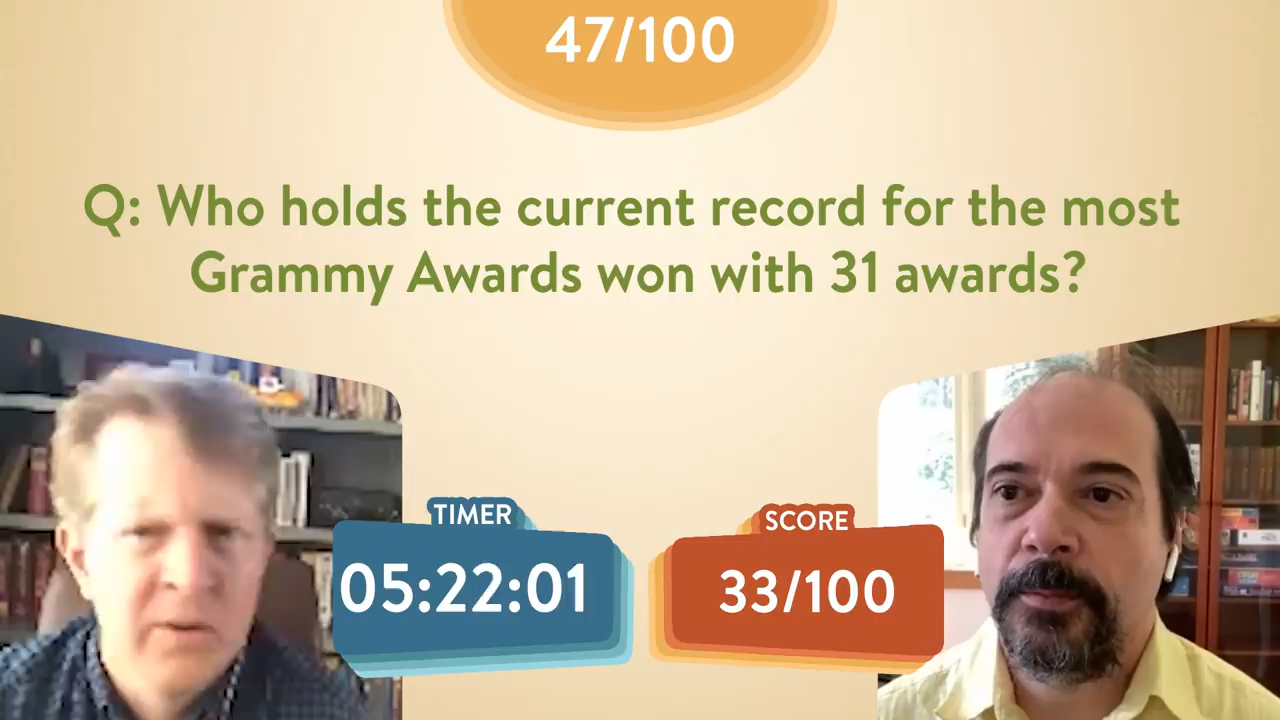 47/100
Q: Who holds the current record for the most
Grammy Awards won with 31 awards?
TIMER
05:22:01
SCORE
33/100